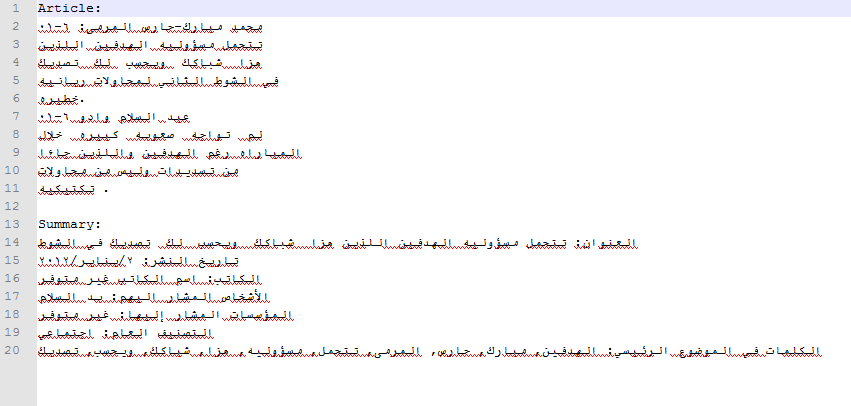 Article:
محمد مبارك-حارس المرمى: ٦-١٠
تتحمل مسؤوليه الهدفين اللذين
هزا شباكك ويحسب لك تصديك
في الشوط الثاني لمحاولات ريانيه
خطيره.
عبد السلام وادو ٦-١٠
لم تواجه صعوبه كبيره خلال
المباراه رغم الهدفين واللذين جائا
من تسديدات وليس من محاولات
تكتيكيه .
Summary:
العنوان: تتحمل مسؤوليه الهدفين اللذين هزا شباكك ويحسب لك تصديك في الشوط
تاريخ النشر: ٢/يناير/٢٠١٢
الكاتب: اسم الكاتب غير متوفر
الأشخاص المشار اليهم: بد السلام
المؤسسات المشار إليها: غير متوفر
التصنيف العام: اجتماعي
الكلمات في الموضوع الرئيسي: الهدفين, مبارك, حارس, المرمى, تتحمل, مسؤوليه, هزا, شباكك, ويحسب, تصديك